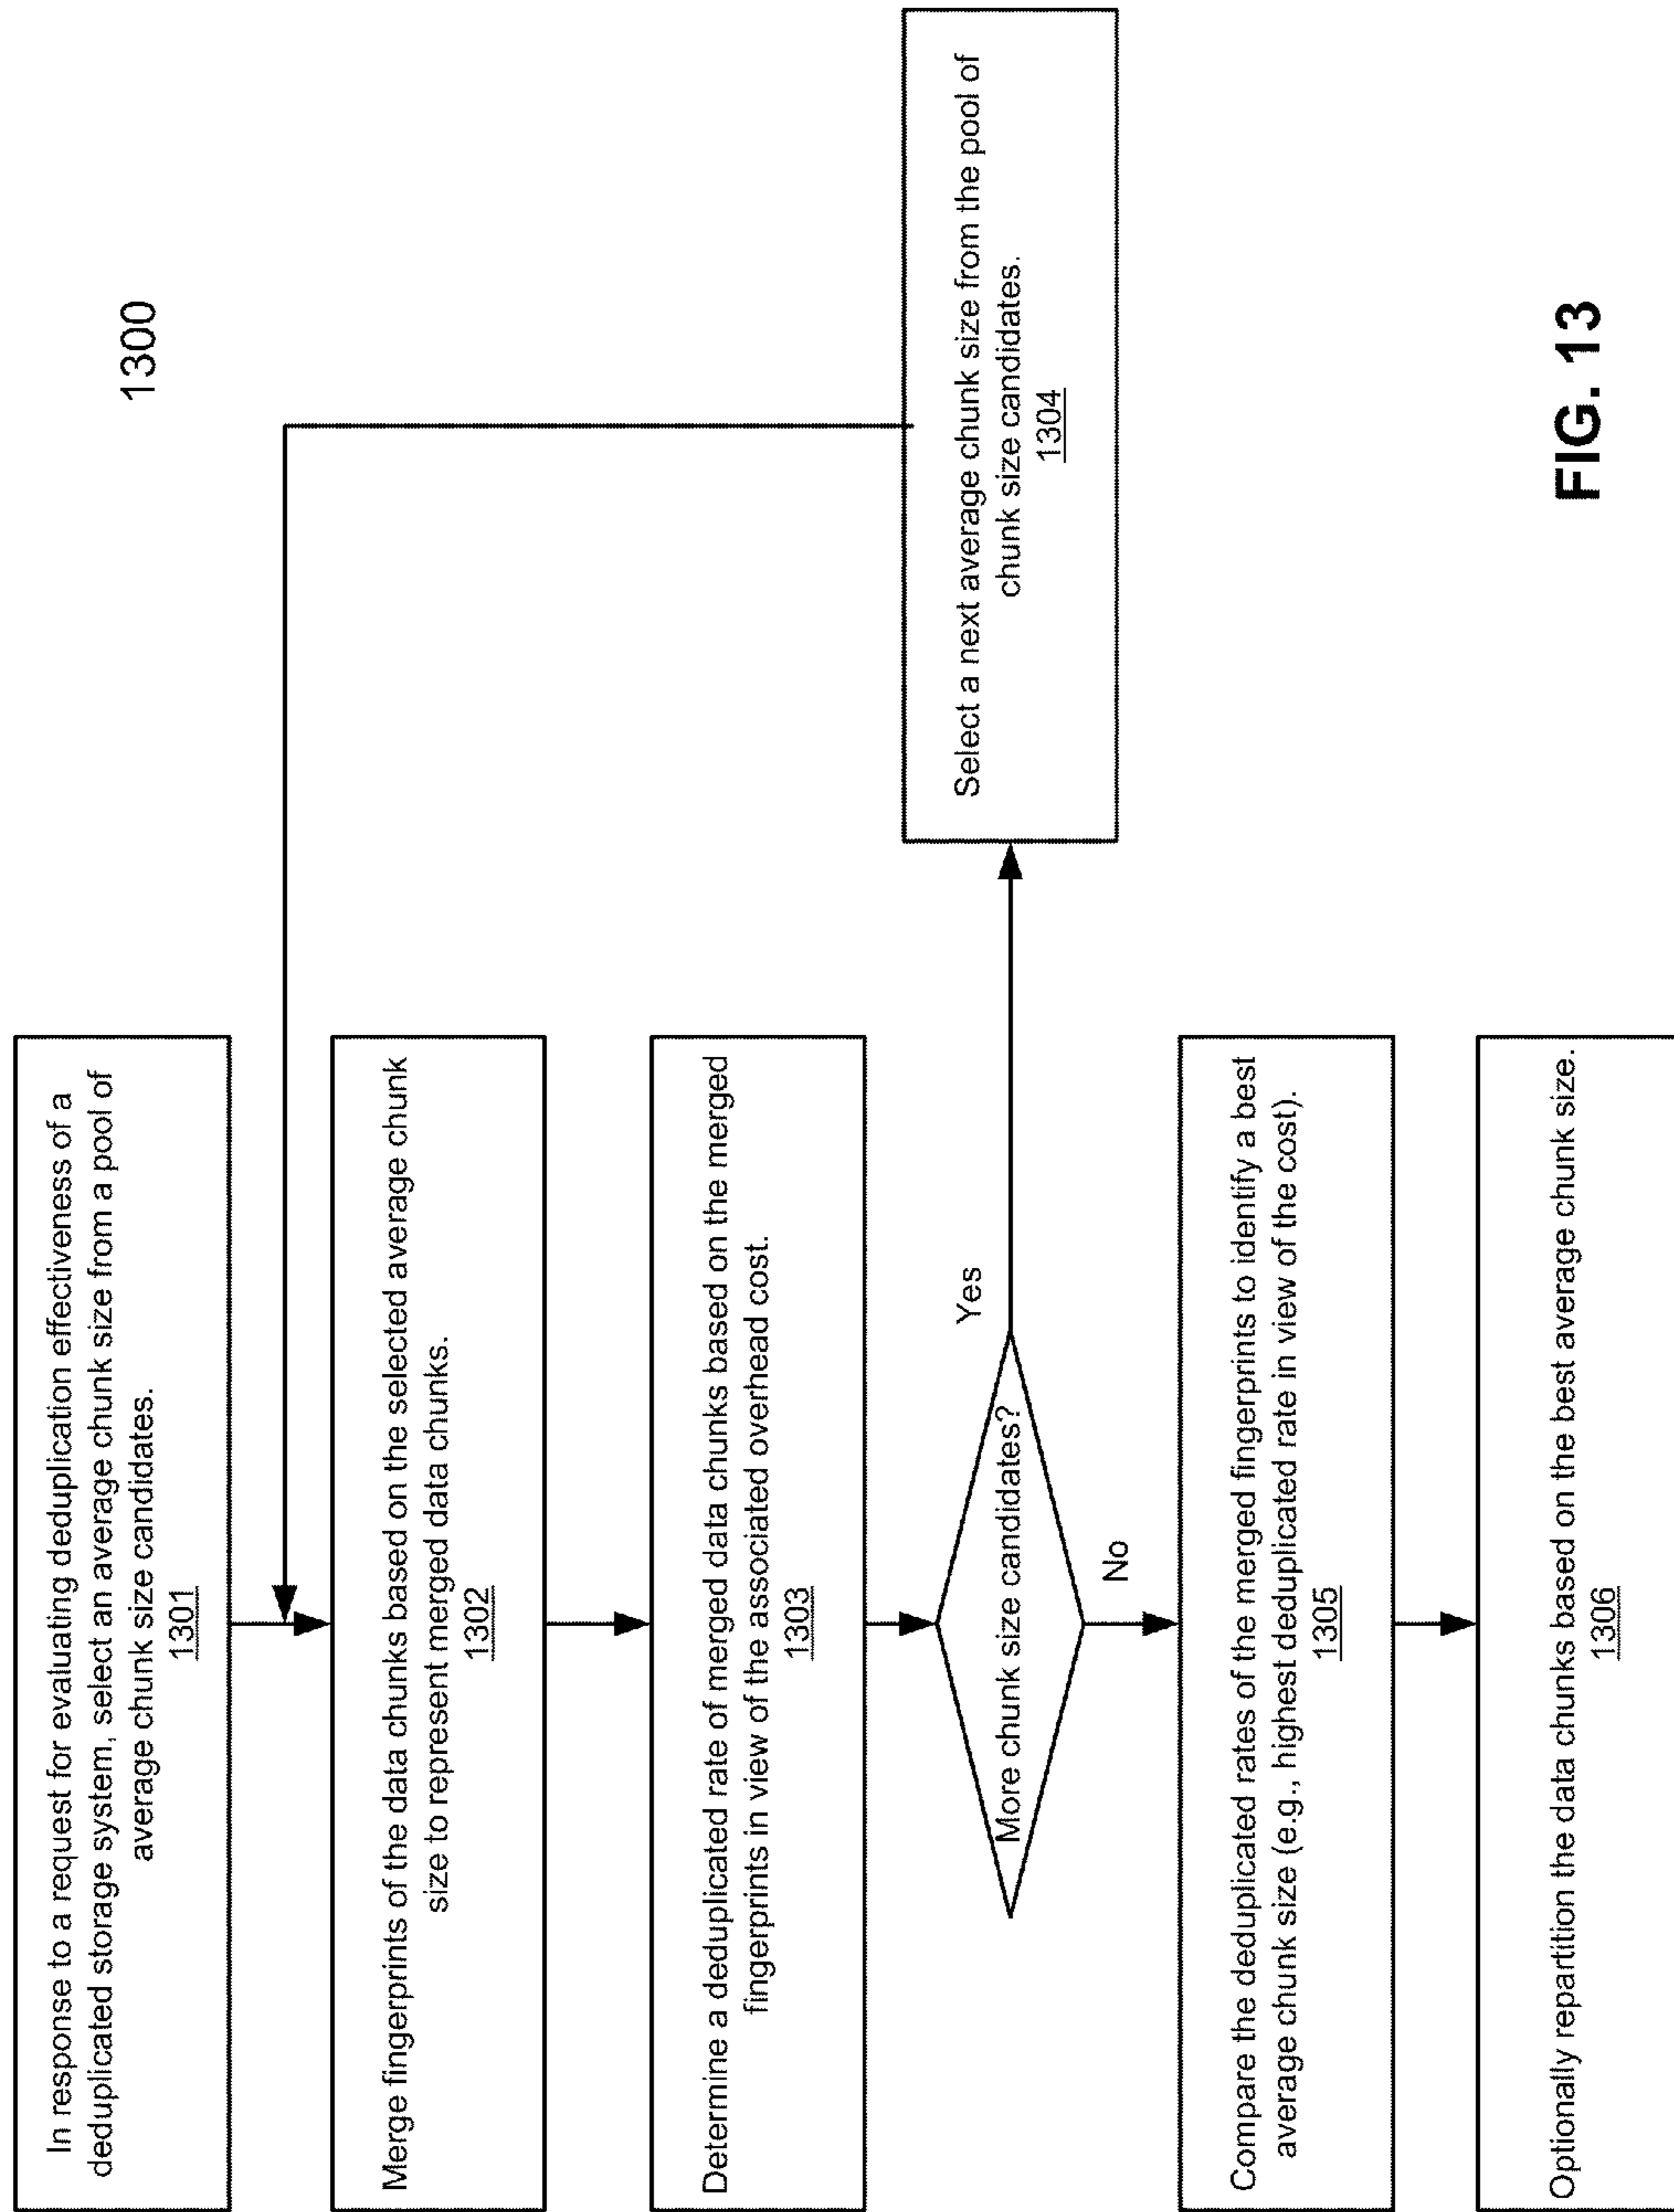 1300
In response to a request for evaluating deduplication effectiveness of a
deduplicated storage system, select an average chunk size from a pool of
average chunk size candidates.
1301
Merge fingerprints of the data chunks based on the selected average chunk
size to represent merged data chunks.
1302
Determine a deduplicated rate of merged data chunks based on the merged
fingerprints in view of the associated overhead cost.
1303
More chunk size candidates?
Yes
Select a next average chunk size from the pool of
chunk size candidates.
1304
No
Compare the deduplicated rates of the merged fingerprints to identify a best
average chunk size (e.g., highest deduplicated rate in view of the cost).
1305
Optionally repartition the data chunks based on the best average chunk size.
1306
FIG. 13